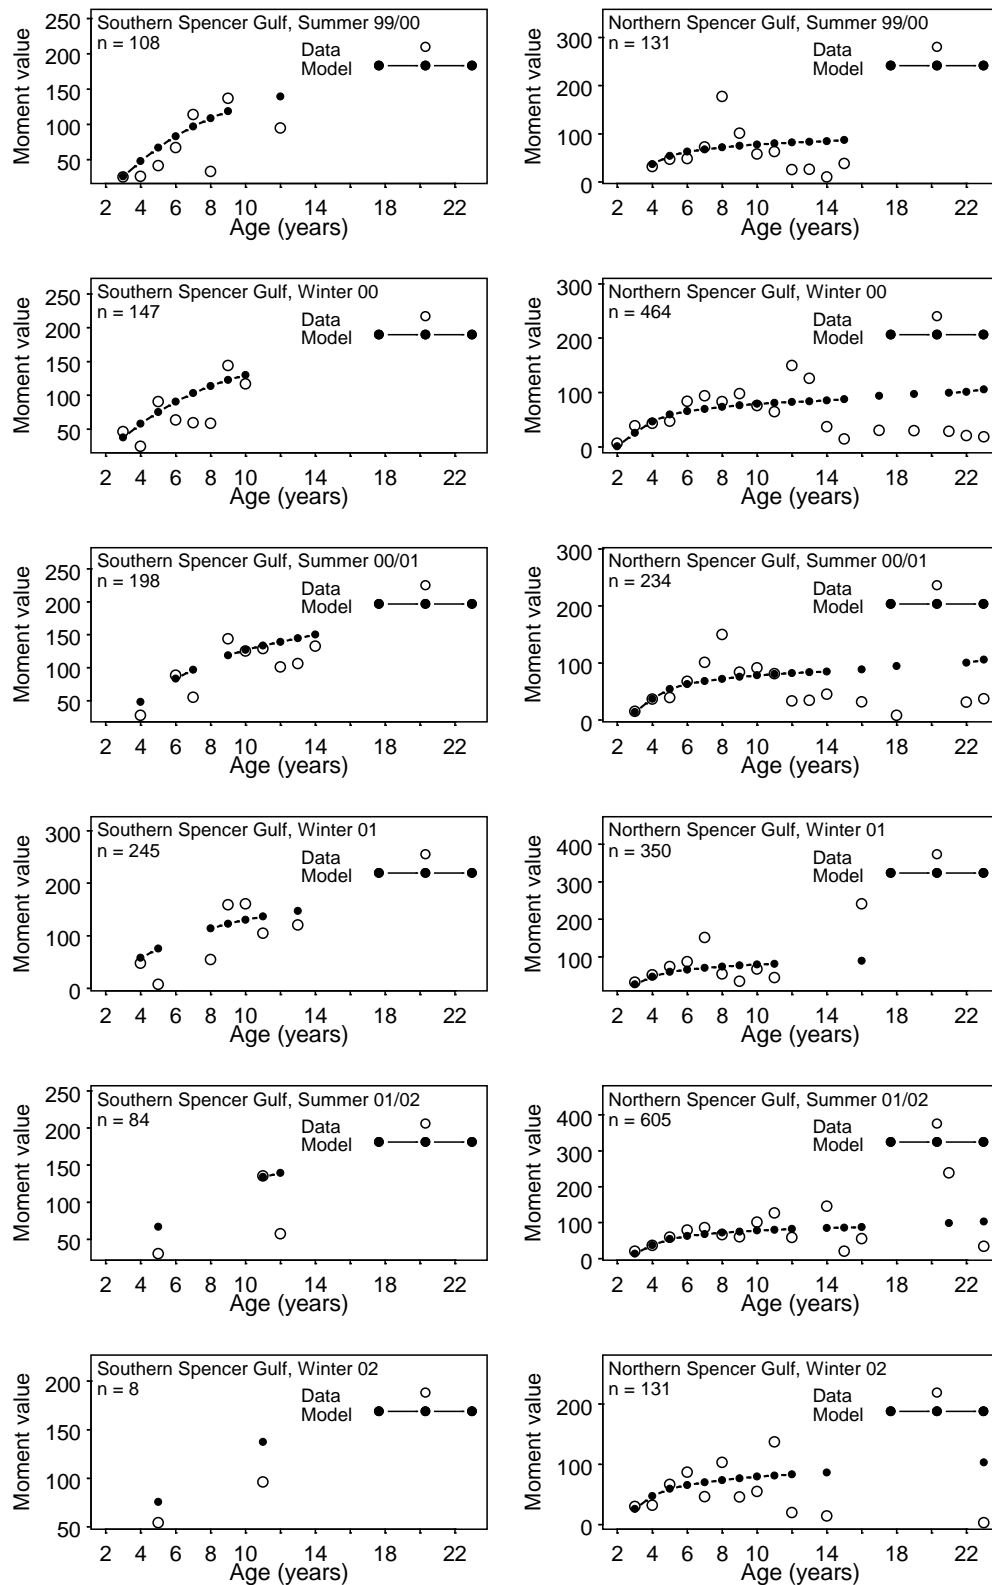 Southern Spencer Gulf, Summer 99/00
n = 108
Data
Model
Moment value
250
200
150
100
50
2 4 6 8 10 14 18 22
Age (years)
Northern Spencer Gulf, Summer 99/00
n = 131
Data
Model
Moment value
300
200
100
0
2 4 6 8 10 14 18 22
Age (years)
Southern Spencer Gulf, Winter 00
n = 147
Data
Model
Moment value
250
200
150
100
50
2 4 6 8 10 14 18 22
Age (years)
Northern Spencer Gulf, Winter 00
n = 464
Data
Model
Moment value
300
200
100
0
2 4 6 8 10 14 18 22
Age (years)
Southern Spencer Gulf, Summer 00/01
n = 198
Data
Model
Moment value
250
200
150
100
50
2 4 6 8 10 14 18 22
Age (years)
Northern Spencer Gulf, Summer 00/01
n = 234
Data
Model
Moment value
300
200
100
0
2 4 6 8 10 14 18 22
Age (years)
Southern Spencer Gulf, Winter 01
n = 245
Data
Model
Moment value
300
200
100
0
2 4 6 8 10 14 18 22
Age (years)
Northern Spencer Gulf, Winter 01
n = 350
Data
Model
Moment value
400
300
200
100
2 4 6 8 10 14 18 22
Age (years)
Southern Spencer Gulf, Summer 01/02
n = 84
Data
Model
Moment value
250
200
150
100
50
2 4 6 8 10 14 18 22
Age (years)
Northern Spencer Gulf, Summer 01/02
n = 605
Data
Model
Moment value
400
300
200
100
0
2 4 6 8 10 14 18 22
Age (years)
Southern Spencer Gulf, Winter 02
n = 8
Data
Model
Moment value
200
150
100
50
2 4 6 8 10 14 18 22
Age (years)
Northern Spencer Gulf, Winter 02
n = 131
Data
Model
Moment value
200
100
0
2 4 6 8 10 14 18 22
Age (years)